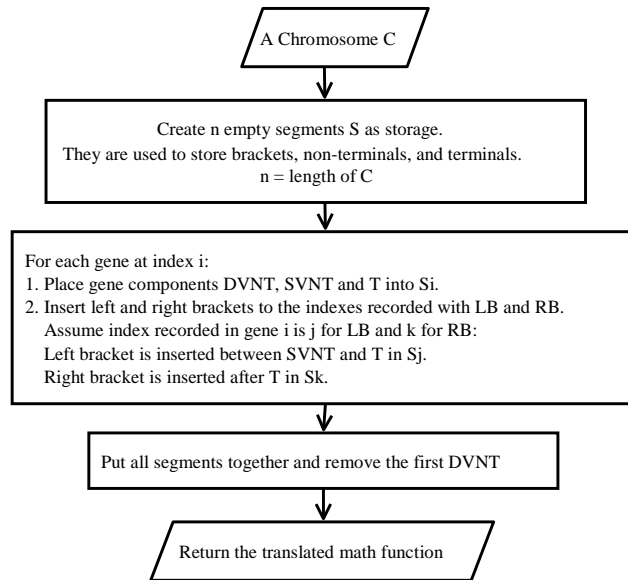 A Chromosome C
Create n empty segments S as storage.
They are used to store brackets, non-terminals, and terminals.
n = length of C
For each gene at index i:
1. Place gene components DVNT, SVNT and T into Si.
2. Insert left and right brackets to the indexes recorded with LB and RB.
Assume index recorded in gene i is j for LB and k for RB:
Left bracket is inserted between SVNT and T in Sj.
Right bracket is inserted after T in Sk.
Put all segments together and remove the first DVNT
Return the translated math function